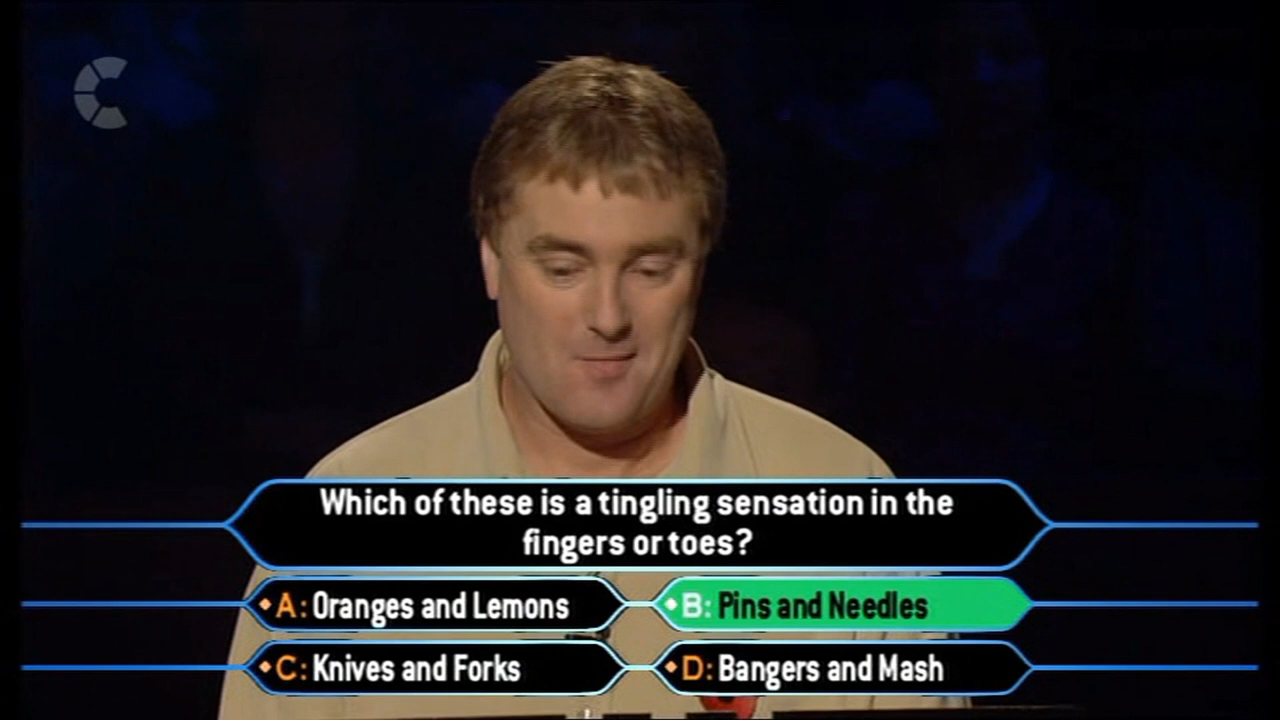 Which of these is a tingling sensation in the
fingers or toes?
A: Oranges and Lemons
B: Pins and Needles
C: Knives and Forks
D: Bangers and Mash